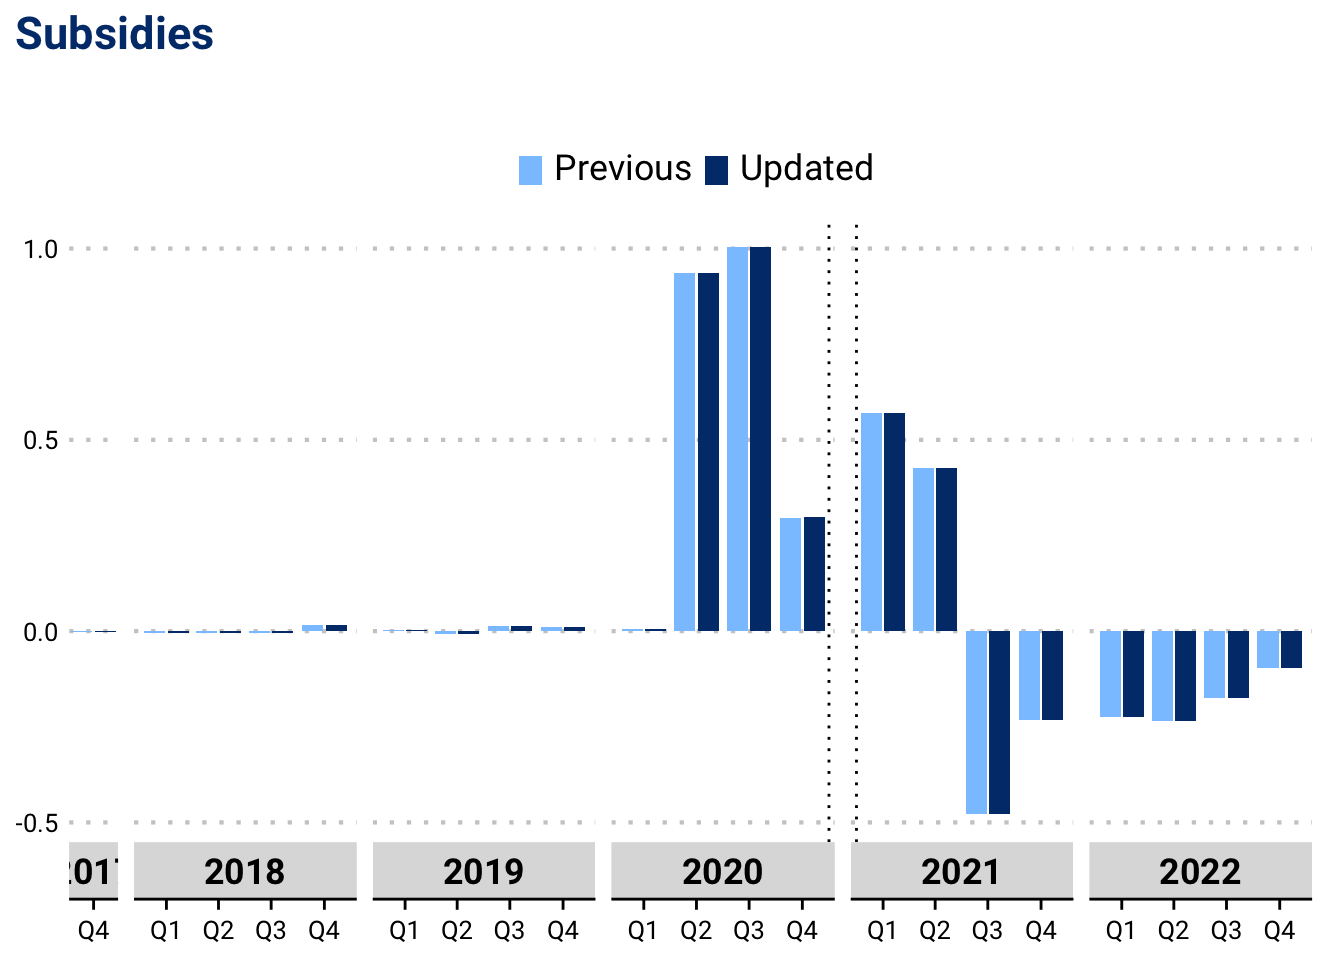 Subsidies
Previous Updated
1.0
0.5
0.0
-0.5
2018 2019 2020 2021 2022
Q4 Q1 Q2 Q3 Q4 Q1 Q2 Q3 Q4 Q1 Q2 Q3 Q4 Q1 Q2 Q3 Q4 Q1 Q2 Q3 Q4